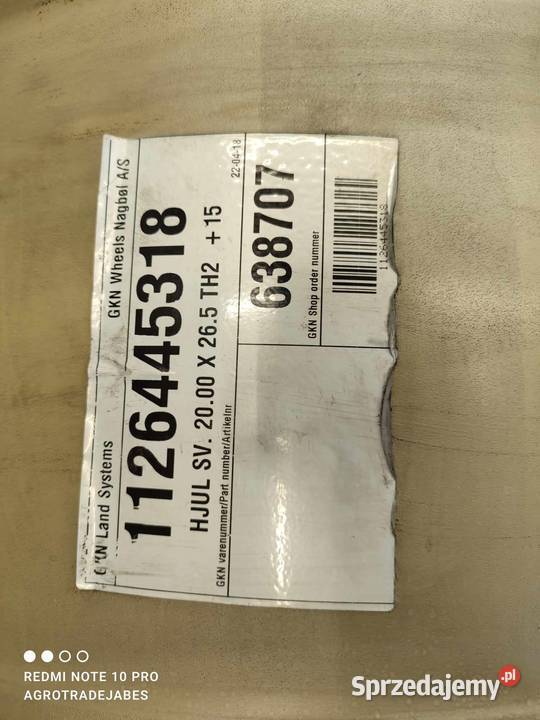 GKN Land Systems GKN Wheels Nagbøl A/S
1126445318
HJUL SV. 20.00 X 26.5 TH2 +15
GKN varenummer/Part number/Artikelnr
22-04-18
638707
GKN Shop order nummer
1126445318
REDMI NOTE 10 PRO
AGROTRADEJABES
Sprzedajemy.pl